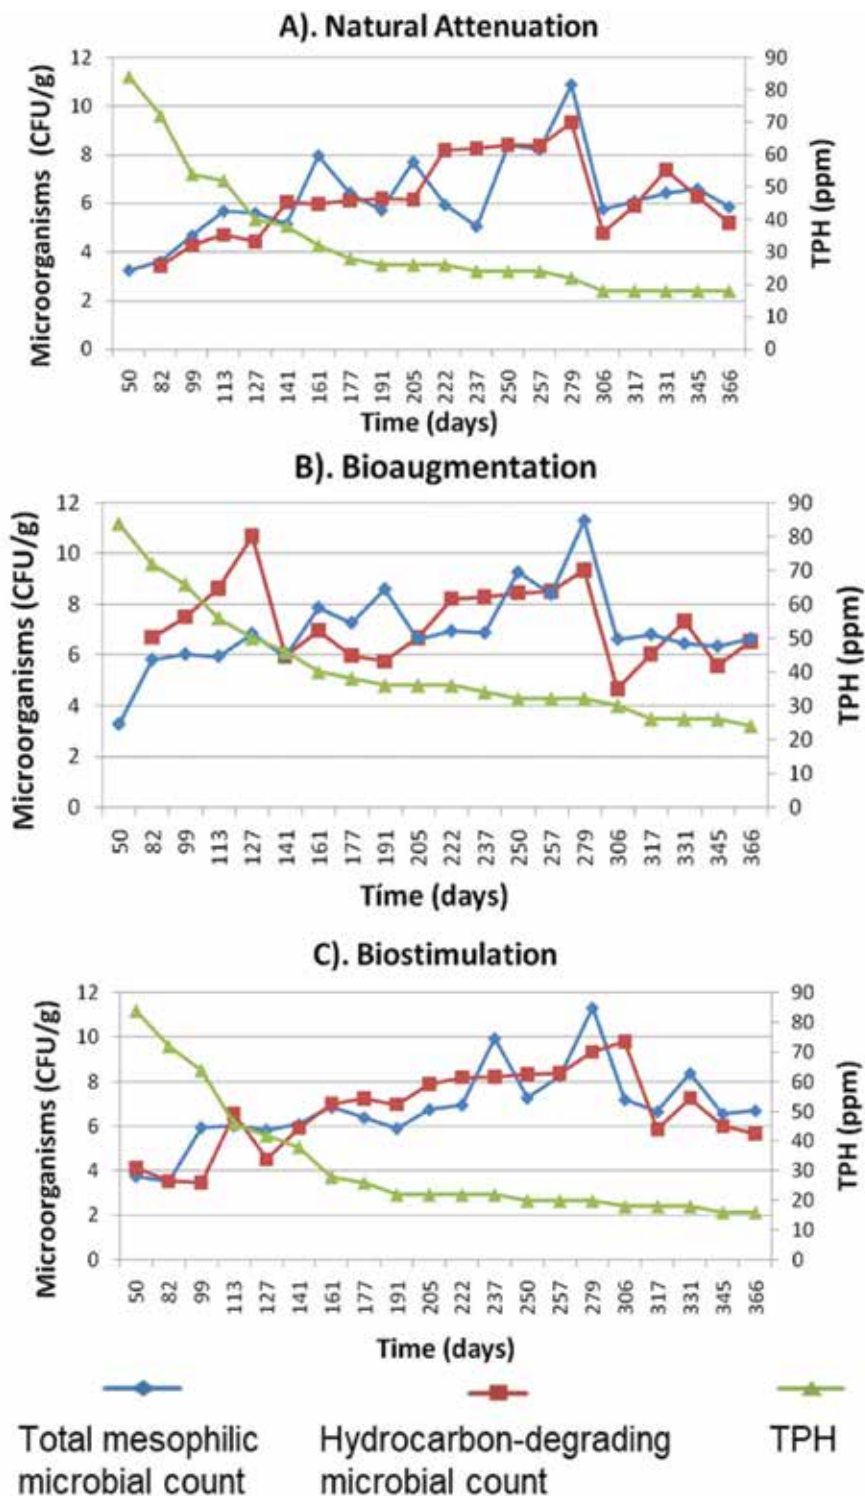 A). Natural Attenuation
Microorganisms (CFU/g)
12
10
8
6
4
2
0
90
80
70
60
50
40
30
20
10
0
TPH (ppm)
50 82 99 113 127 141 161 177 191 205 222 237 250 257 279 306 317 331 345 366
Time (days)
B). Bioaugmentation
Microorganisms (CFU/g)
12
10
8
6
4
2
0
90
80
70
60
50
40
30
20
10
0
TPH (ppm)
50 82 99 113 127 141 161 177 191 205 222 237 250 257 279 306 317 331 345 366
Time (days)
C). Biostimulation
Microorganisms (CFU/g)
12
10
8
6
4
2
0
90
80
70
60
50
40
30
20
10
0
TPH (ppm)
50 82 99 113 127 141 161 177 191 205 222 237 250 257 279 306 317 331 345 366
Time (days)
Total mesophilic
microbial count
Hydrocarbon-degrading
microbial count
TPH